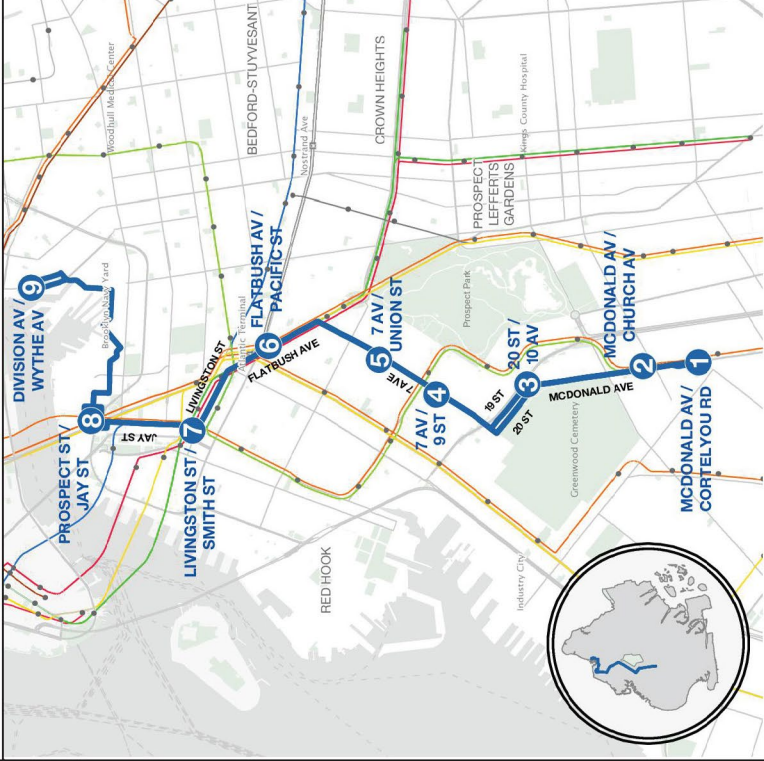 Woodhull Medical Center
BEDFORD-STUYVESANT
CROWN HEIGHTS
Nostrand Ave
Kings County Hospital
PROSPECT
LEFFERTS
GARDENS
DIVISION AV /
WYTHE AV
9
Brooklyn Navy Yard
FLATBUSH AV /
PACIFIC ST
6
Atlantic Terminal
FLATBUSH AVE
LIVINGSTON ST
Prospect Park
7 AV /
UNION ST
5
7 AVE
20 ST /
10 AV
3
MCDONALD AV /
CHURCH AV
2
1
PROSPECT ST /
JAY ST
8
JAY ST
LIVINGSTON ST /
SMITH ST
7
7 AV /
9 ST
4
19 ST
20 ST
MCDONALD AVE
Greenwood Cemetery
MCDONALD AV /
CORTELYOU RD
RED HOOK
Industry City